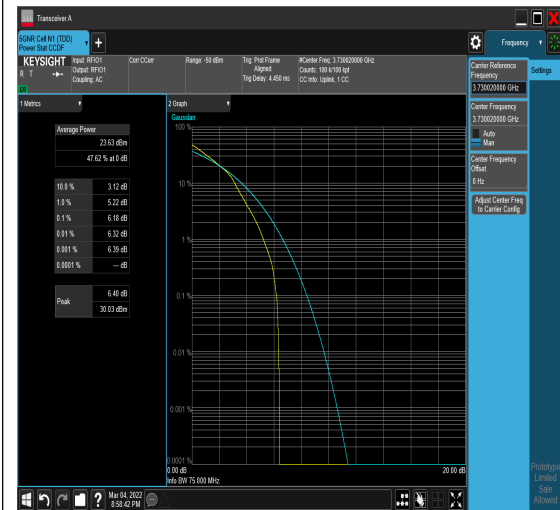 Transceiver A
5GNR Cell N1 (TDD)
Power Stat CCDF
Frequency
KEYSIGHT
R T
LXI
Input: RFIO1
Output: RFIO1
Coupling: AC
Corr CCorr
Range: -50 dBm
Trig: Prot Frame
Aligned
Trig Delay: 4.450 ms
#Center Freq: 3.730020000 GHz
Counts: 100 k/100 kpt
CC Info: Uplink, 1 CC
Carrier Reference
Frequency
3.730020000 GHz
Settings
Center Frequency
3.730020000 GHz
Auto
Man
Center Frequency
Offset
0 Hz
Adjust Center Freq
to Carrier Config
1 Metrics
Average Power
23.63 dBm
47.62 % at 0 dB
10.0 % 3.12 dB
1.0 % 5.22 dB
0.1 % 6.18 dB
0.01 % 6.32 dB
0.001 % 6.39 dB
0.0001 % --- dB
Peak 6.40 dB
30.03 dBm
2 Graph
Gaussian
100 %
10 %
1 %
0.1 %
0.01 %
0.001 %
0.0001 %
0.00 dB 20.00 dB
Info BW 75.000 MHz
Mar 04, 2022
8:58:42 PM
Prototype
Limited
Sale
Allowed